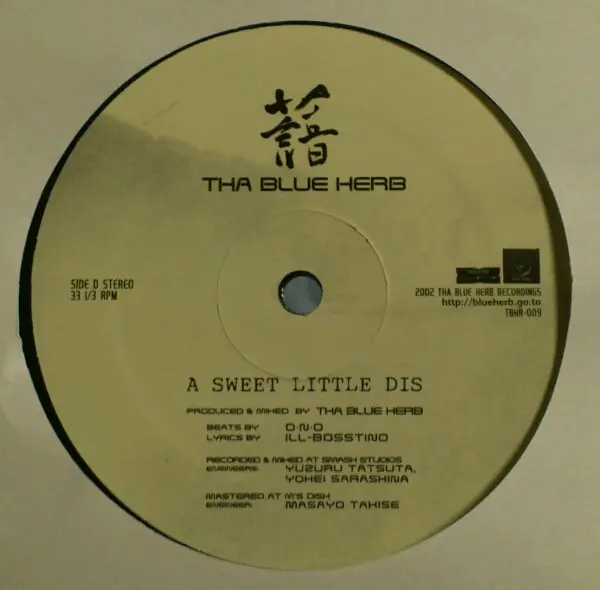 THA BLUE HERB
SIDE D STEREO
33 1/3 RPM
2002 THA BLUE HERB RECORDINGS
http://blueherb.go.to
TBHR-009
A SWEET LITTLE DIS
PRODUCED & MIXED BY THA BLUE HERB
BEATS BY O·N·O
LYRICS BY ILL-BOSSTINO
RECORDED & MIXED AT SMASH STUDIOS
ENGINEERS: YUZURU TATSUTA,
YOHEI SARASHINA
MASTERED AT M'S DISK
ENGINEER: MASAYO TAKISE